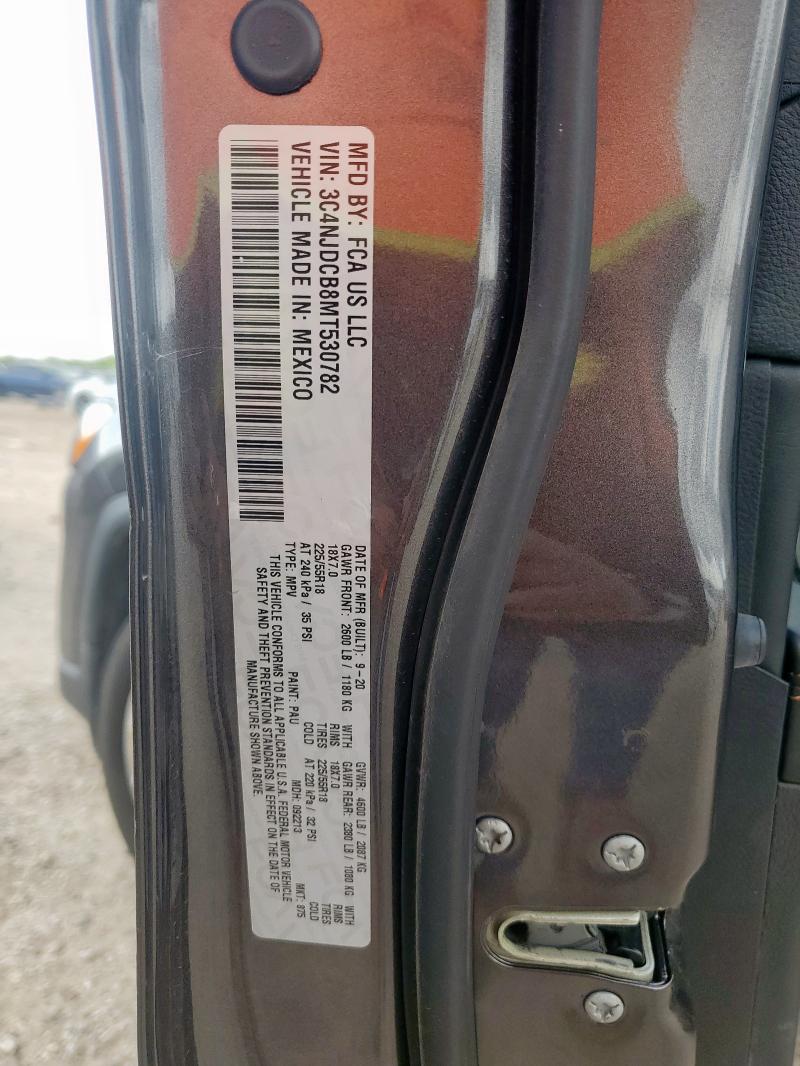 MFD BY: FCA US LLC
VIN: 3C4NJDCB8MT530782
VEHICLE MADE IN: MEXICO
DATE OF MFR (BUILT): 9-20 GVWR: 4600 LB / 2087 KG
GAWR FRONT: 2600 LB / 1180 KG WITH GAWR REAR: 2380 LB / 1080 KG WITH
18X7.0 RIMS 18X7.0 RIMS
225/55R18 TIRES 225/55R18 TIRES
AT 240 kPa / 35 PSI COLD AT 220 kPa / 32 PSI COLD
TYPE: MPV PAINT: PAU MDH: 092213 MKT: 875
THIS VEHICLE CONFORMS TO ALL APPLICABLE U.S.A. FEDERAL MOTOR VEHICLE
SAFETY AND THEFT PREVENTION STANDARDS IN EFFECT ON THE DATE OF
MANUFACTURE SHOWN ABOVE.